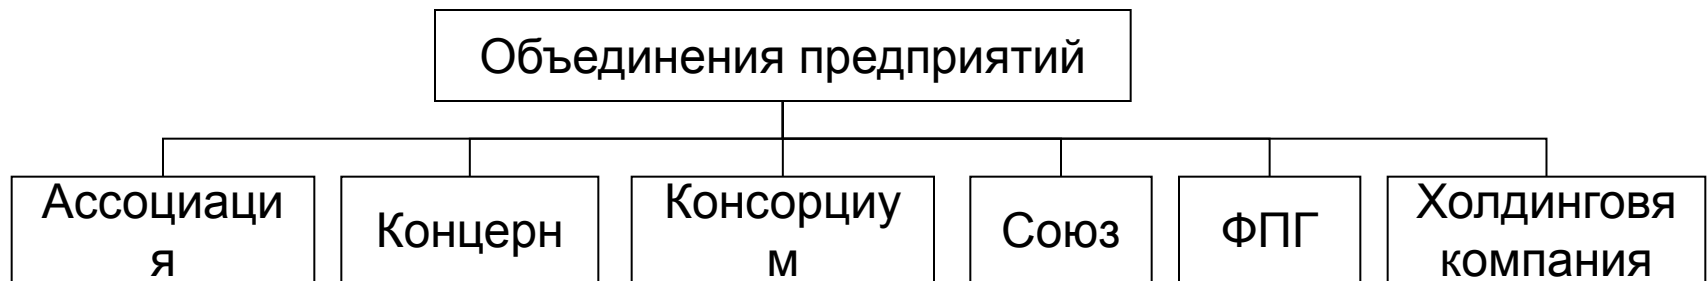 Объединения предприятий
Ассоциаци
я
Концерн
Консорциу
м
Союз
ФПГ
Холдинговя
компания